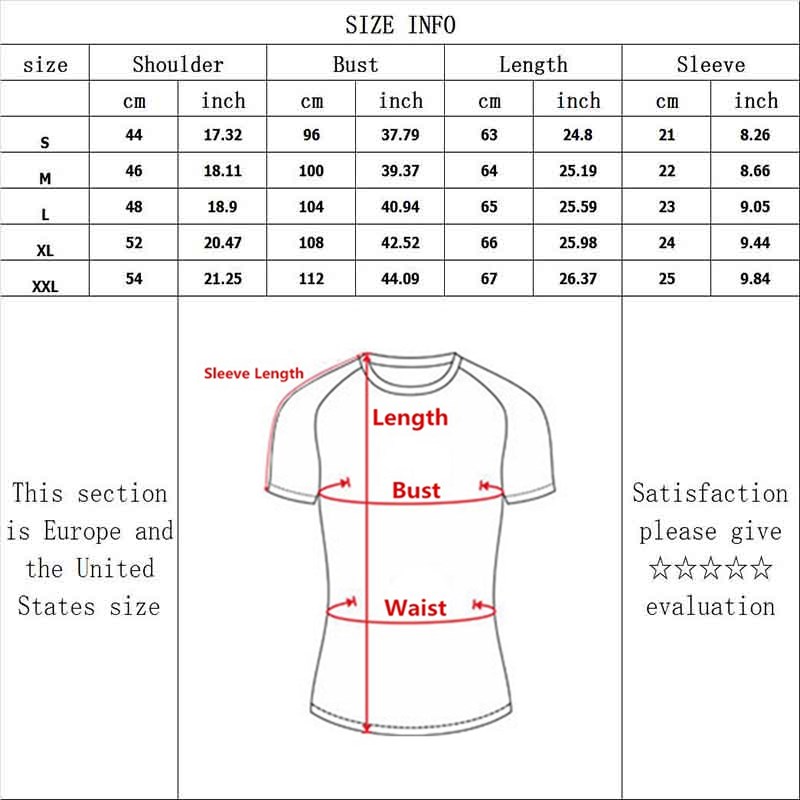 SIZE INFO
size Shoulder Bust Length Sleeve
cm inch cm inch cm inch cm inch
S 44 17.32 96 37.79 63 24.8 21 8.26
M 46 18.11 100 39.37 64 25.19 22 8.66
L 48 18.9 104 40.94 65 25.59 23 9.05
XL 52 20.47 108 42.52 66 25.98 24 9.44
XXL 54 21.25 112 44.09 67 26.37 25 9.84
This section
is Europe and
the United
States size
Sleeve Length
Length
Bust
Waist
Satisfaction
please give
☆☆☆☆☆
evaluation